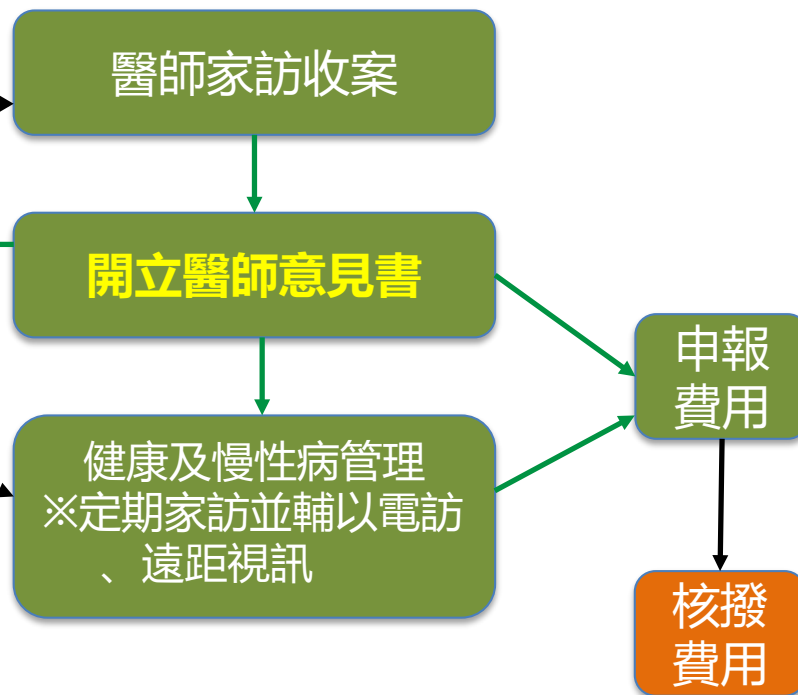 醫師家訪收案
開立醫師意見書
健康及慢性病管理
※定期家訪並輔以電訪
、遠距視訊
申報
費用
核撥
費用